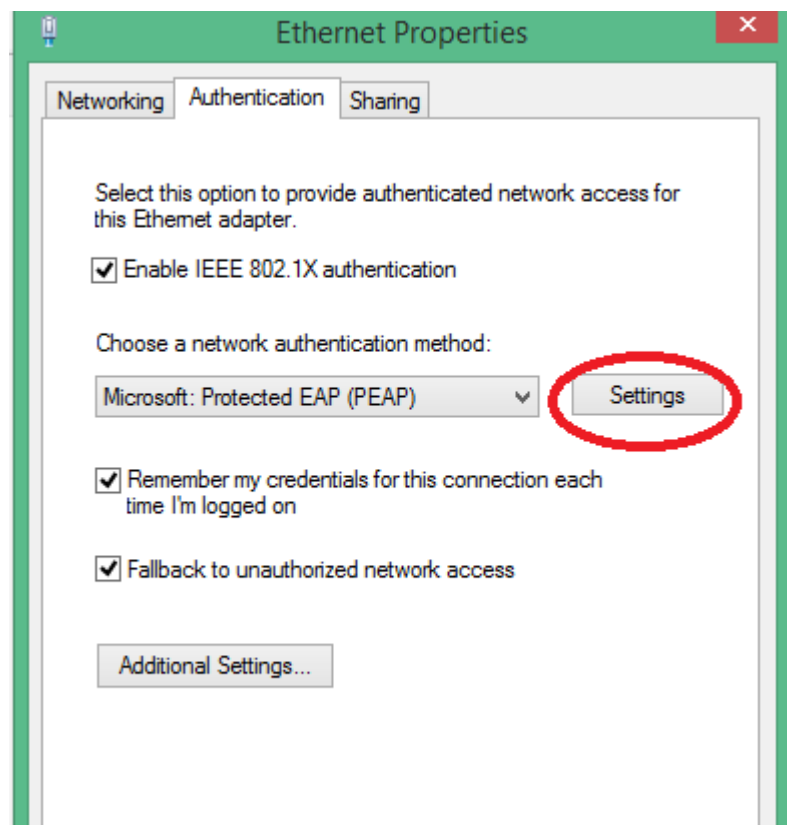 Ethernet Properties
Networking Authentication Sharing
Select this option to provide authenticated network access for
this Ethernet adapter.
Enable IEEE 802.1X authentication
Choose a network authentication method:
Microsoft: Protected EAP (PEAP) Settings
Remember my credentials for this connection each
time I'm logged on
Fallback to unauthorized network access
Additional Settings...